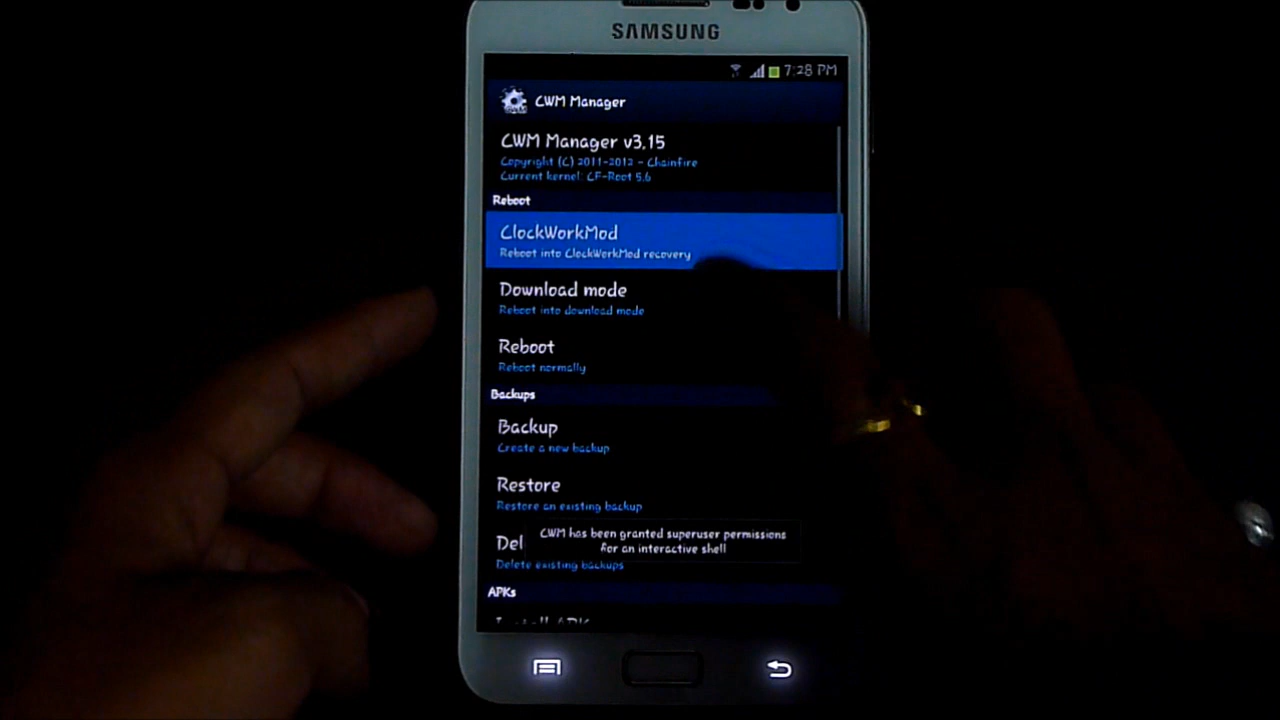 SAMSUNG
7:28 PM
CWM Manager
CWM Manager v3.15
Copyright (C) 2011-2012 - Chainfire
Current kernel: CF-Root 5.6
Reboot
ClockWorkMod
Reboot into ClockWorkMod recovery
Download mode
Reboot into download mode
Reboot
Reboot normally
Backups
Backup
Create a new backup
Restore
Restore an existing backup
CWM has been granted superuser permissions
for an interactive shell
Del
Delete existing backups
APKs